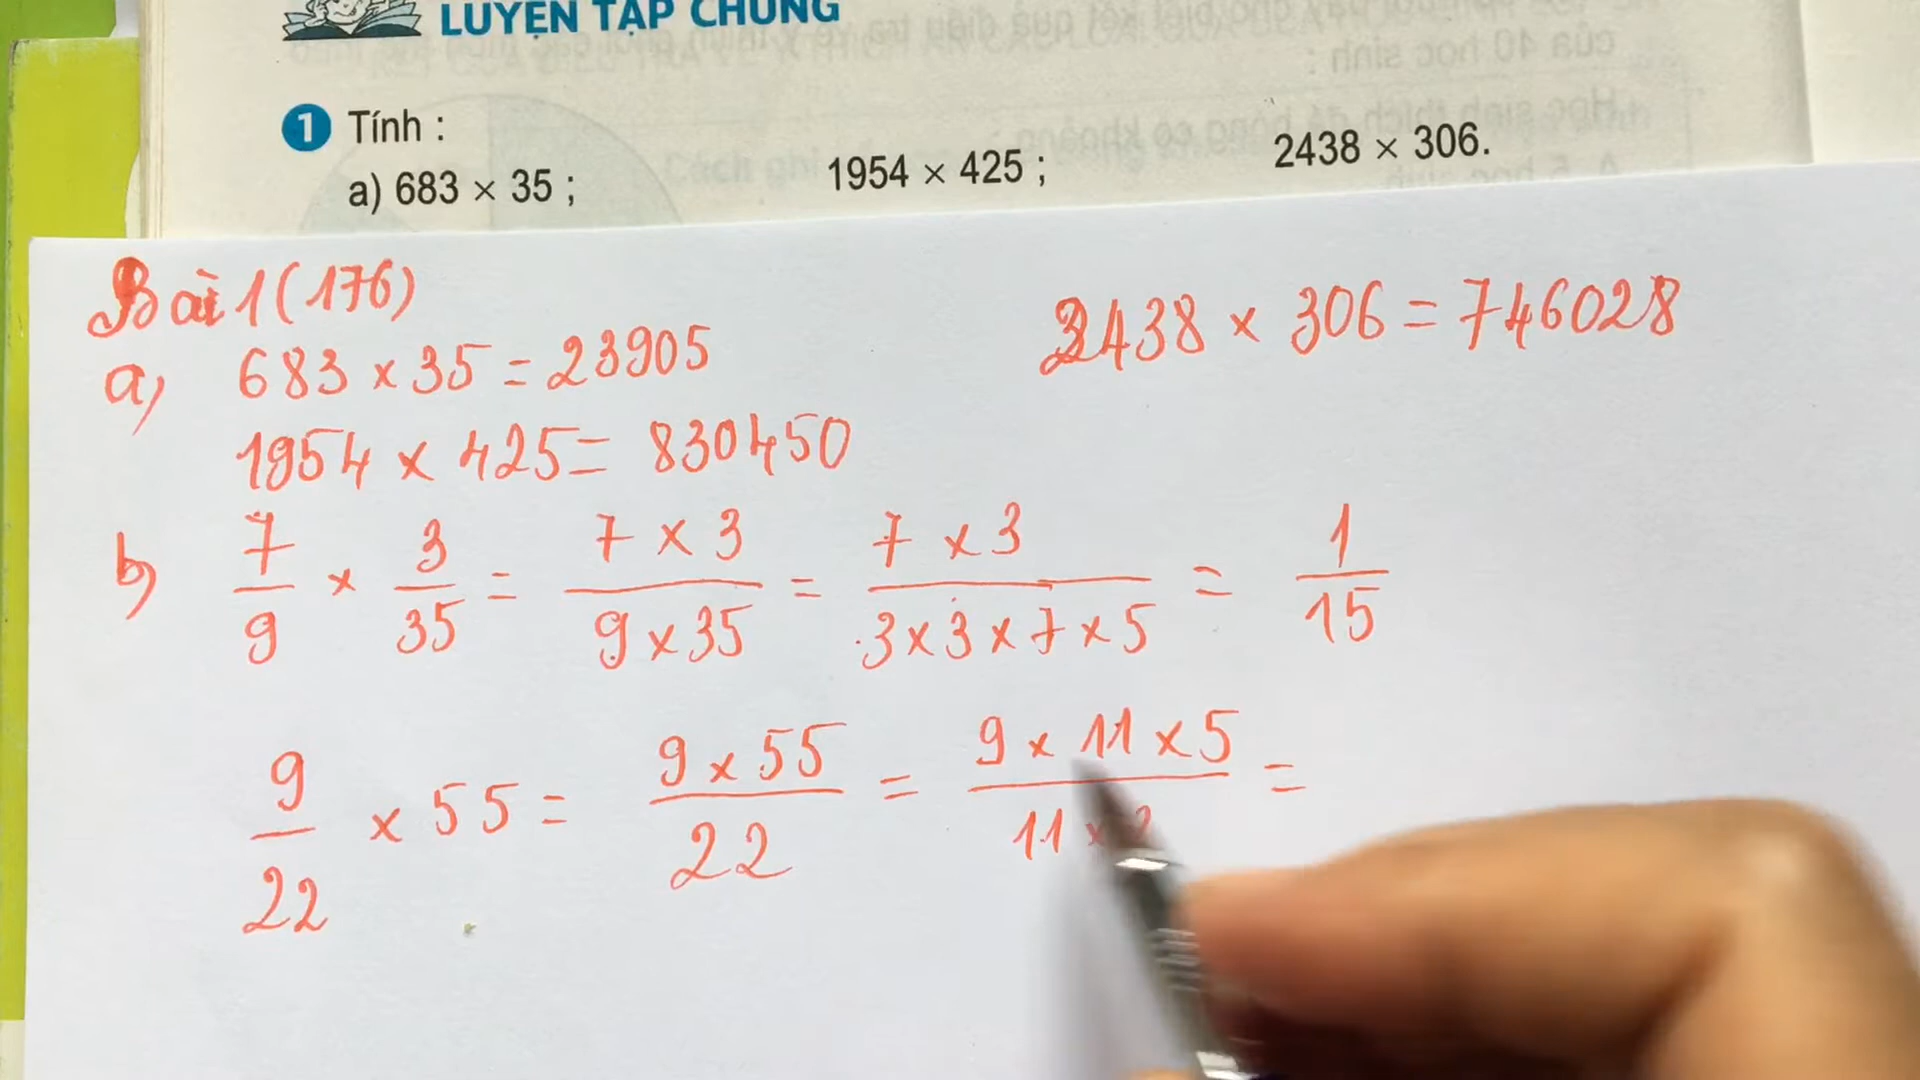 LUYỆN TẬP CHUNG
1 Tính :
a) 683 × 35 ; 1954 × 425 ; 2438 × 306.
Bài 1 (176)
a) 683 × 35 = 23905
2438 × 306 = 746028
1954 × 425 = 830450
b) 7/9 × 3/35 = 7 × 3 / 9 × 35 = 7 × 3 / 3 × 3 × 7 × 5 = 1/15
9/22 × 55 = 9 × 55 / 22 = 9 × 11 × 5 / 11 × 2 =